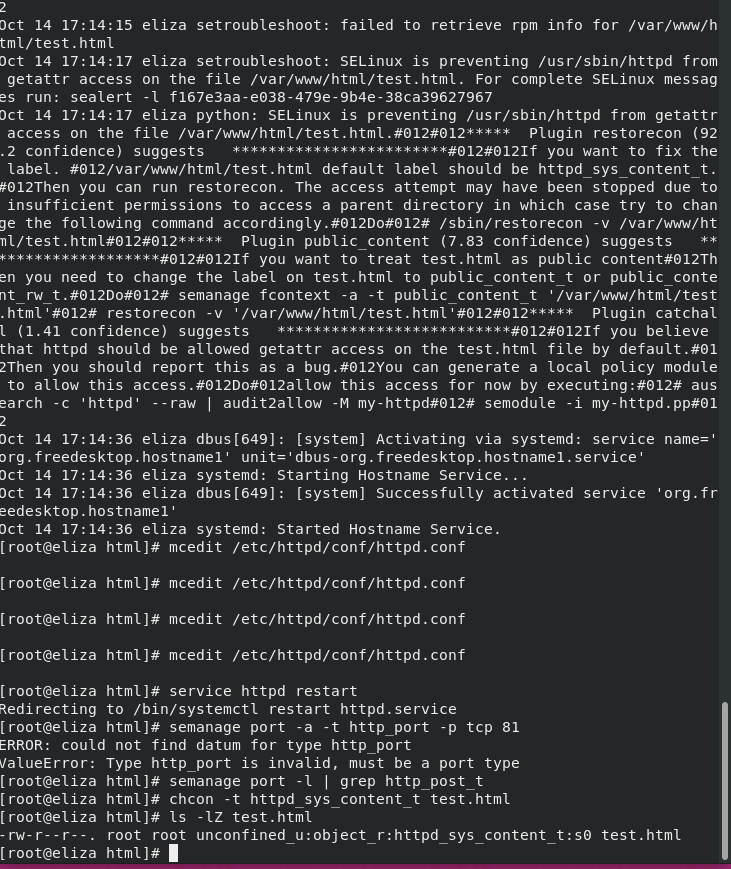 2
Oct 14 17:14:15 eliza setroubleshoot: failed to retrieve rpm info for /var/www/h
tml/test.html
Oct 14 17:14:17 eliza setroubleshoot: SELinux is preventing /usr/sbin/httpd from
 getattr access on the file /var/www/html/test.html. For complete SELinux messag
es run: sealert -l f167e3aa-e038-479e-9b4e-38ca39627967
Oct 14 17:14:17 eliza python: SELinux is preventing /usr/sbin/httpd from getattr
 access on the file /var/www/html/test.html.#012#012*****  Plugin restorecon (92
.2 confidence) suggests   ************************#012#012If you want to fix the
 label. #012/var/www/html/test.html default label should be httpd_sys_content_t.
#012Then you can run restorecon. The access attempt may have been stopped due to
 insufficient permissions to access a parent directory in which case try to chan
ge the following command accordingly.#012Do#012# /sbin/restorecon -v /var/www/ht
ml/test.html#012#012*****  Plugin public_content (7.83 confidence) suggests   **
******************#012#012If you want to treat test.html as public content#012Th
en you need to change the label on test.html to public_content_t or public_conte
nt_rw_t.#012Do#012# semanage fcontext -a -t public_content_t '/var/www/html/test
.html'#012# restorecon -v '/var/www/html/test.html'#012#012*****  Plugin catchal
l (1.41 confidence) suggests   **************************#012#012If you believe
that httpd should be allowed getattr access on the test.html file by default.#01
2Then you should report this as a bug.#012You can generate a local policy module
 to allow this access.#012Do#012allow this access for now by executing:#012# aus
earch -c 'httpd' --raw | audit2allow -M my-httpd#012# semodule -i my-httpd.pp#01
2
Oct 14 17:14:36 eliza dbus[649]: [system] Activating via systemd: service name='
org.freedesktop.hostname1' unit='dbus-org.freedesktop.hostname1.service'
Oct 14 17:14:36 eliza systemd: Starting Hostname Service...
Oct 14 17:14:36 eliza dbus[649]: [system] Successfully activated service 'org.fr
eedesktop.hostname1'
Oct 14 17:14:36 eliza systemd: Started Hostname Service.
[root@eliza html]# mcedit /etc/httpd/conf/httpd.conf
[root@eliza html]# mcedit /etc/httpd/conf/httpd.conf
[root@eliza html]# mcedit /etc/httpd/conf/httpd.conf
[root@eliza html]# mcedit /etc/httpd/conf/httpd.conf
[root@eliza html]# service httpd restart
Redirecting to /bin/systemctl restart httpd.service
[root@eliza html]# semanage port -a -t http_port -p tcp 81
ERROR: could not find datum for type http_port
ValueError: Type http_port is invalid, must be a port type
[root@eliza html]# semanage port -l | grep http_post_t
[root@eliza html]# chcon -t httpd_sys_content_t test.html
[root@eliza html]# ls -lZ test.html
-rw-r--r--. root root unconfined_u:object_r:httpd_sys_content_t:s0 test.html
[root@eliza html]#